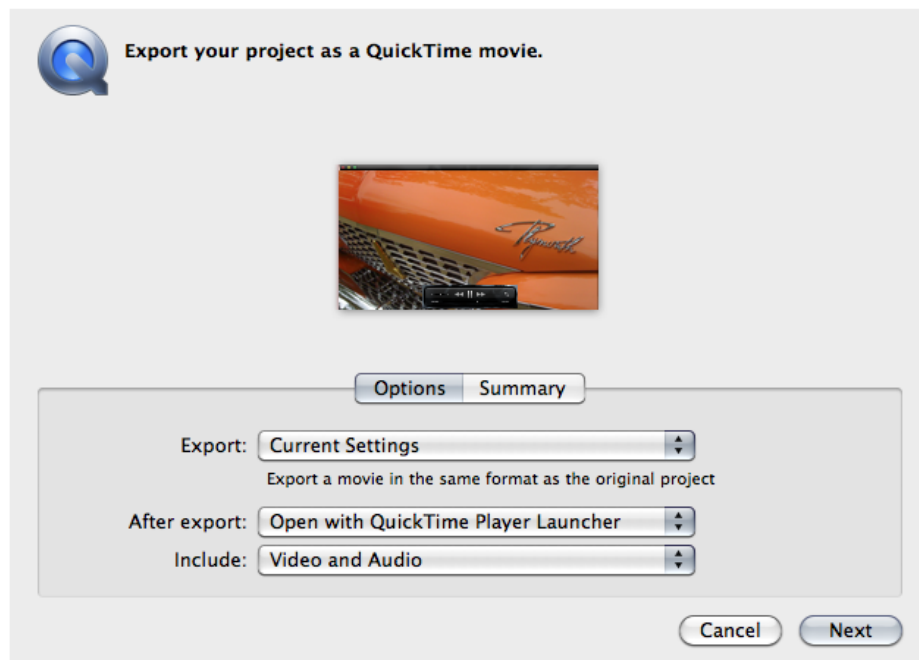 Export your project as a QuickTime movie.
Plymouth
Options Summary
Export: Current Settings
Export a movie in the same format as the original project
After export: Open with QuickTime Player Launcher
Include: Video and Audio
Cancel Next